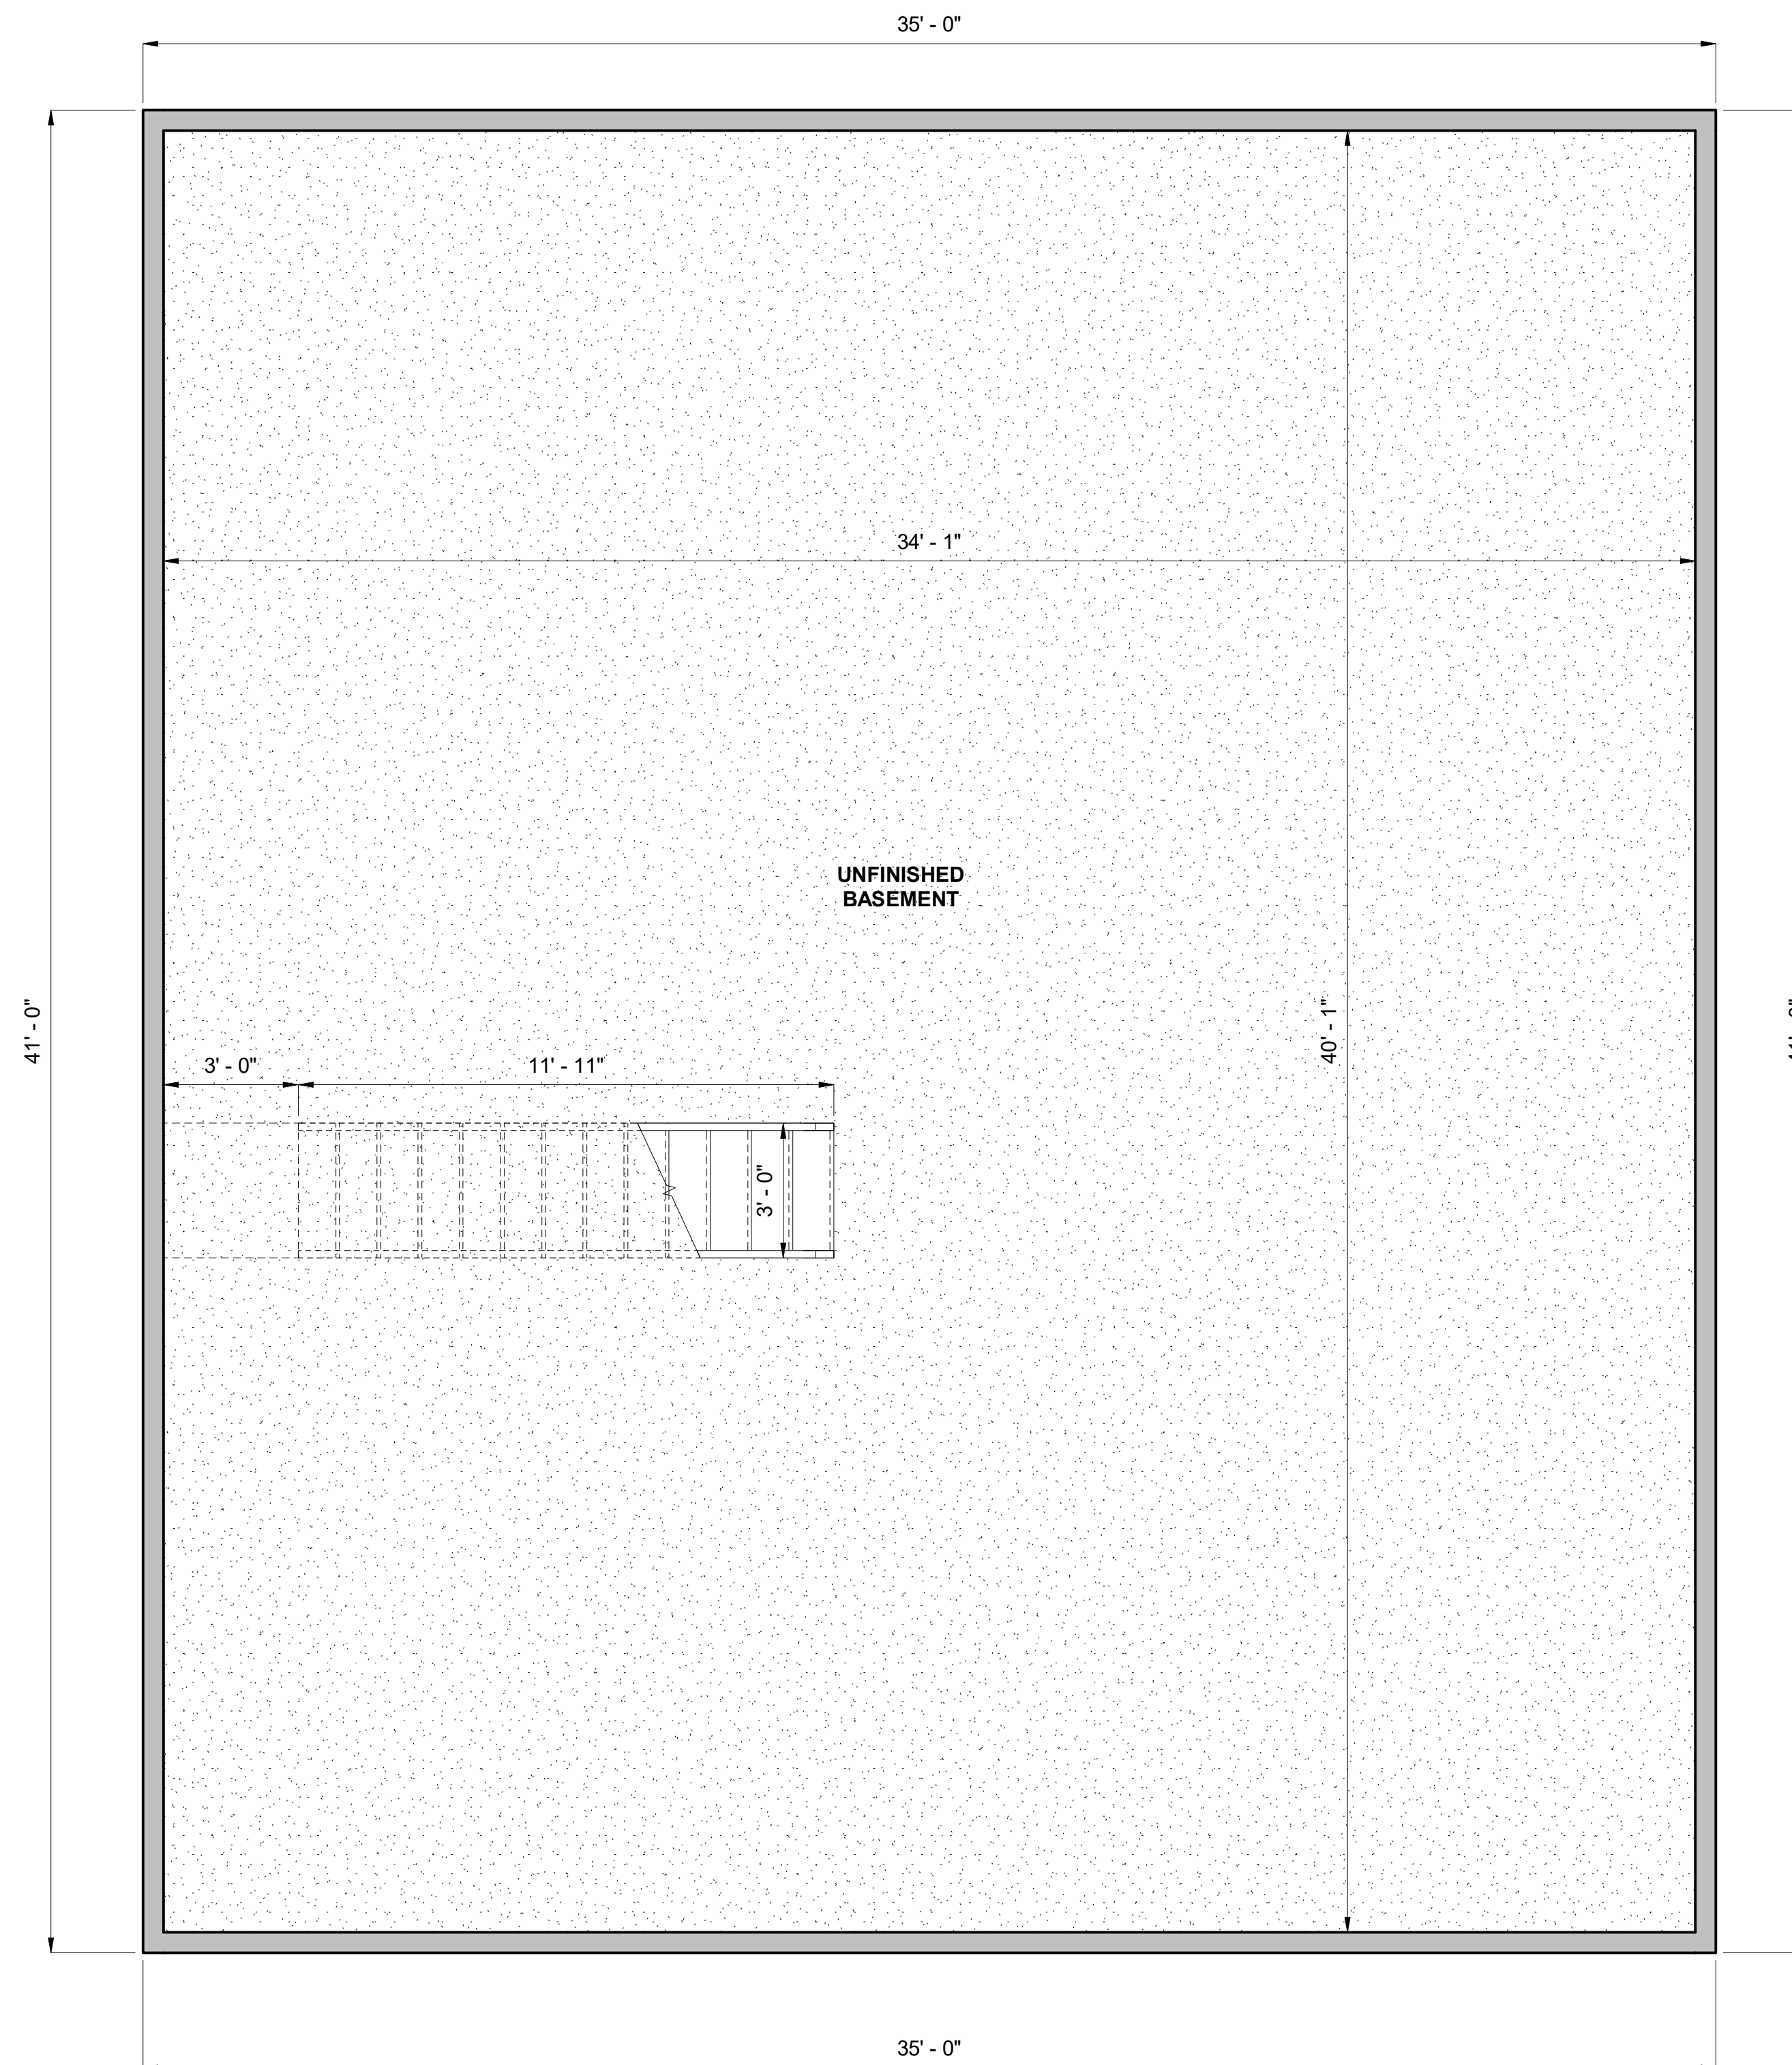 35' - 0"
34' - 1"
UNFINISHED
BASEMENT
41' - 0"
40' - 1"
3' - 0"
11' - 11"
3' - 0"
35' - 0"